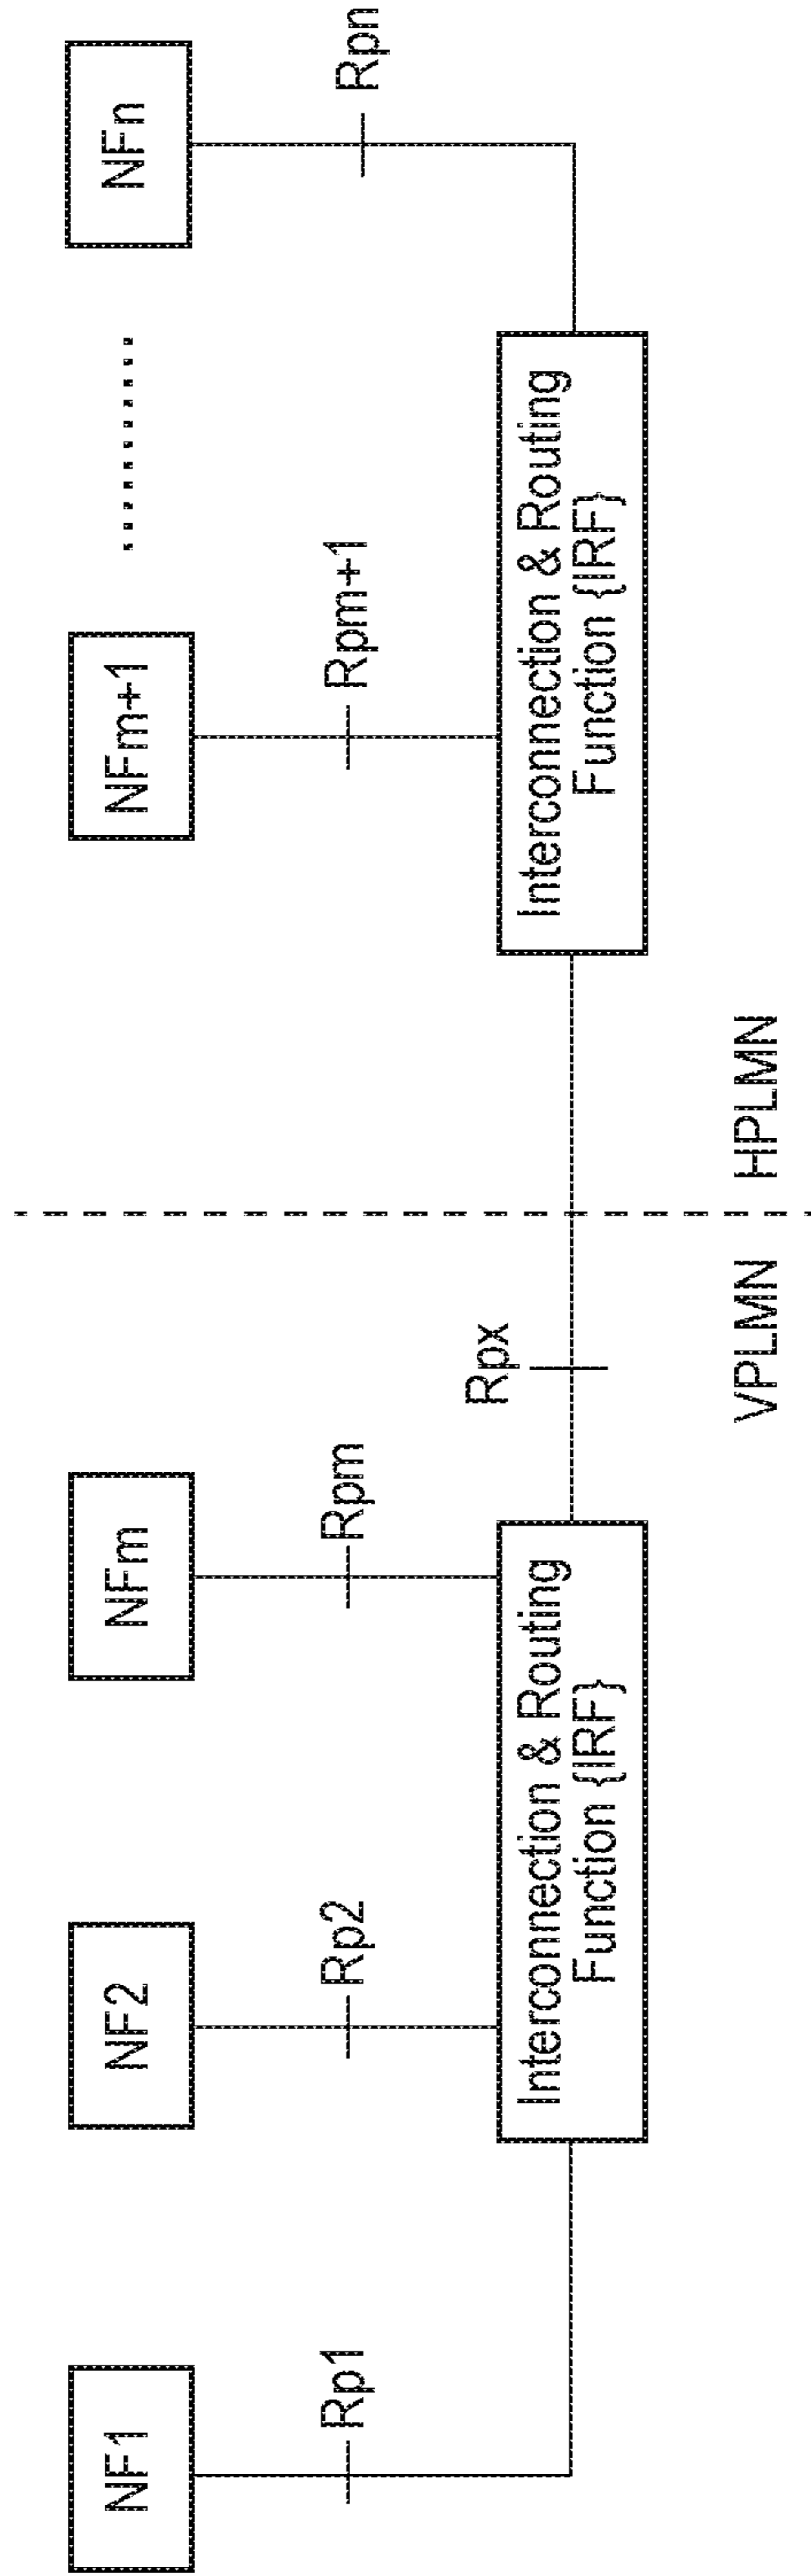 NF1
NF2
NFm
NFm+1
NFn
Rp1
Rp2
Rpm
Rpm+1
Rpn
Rpx
Interconnection & Routing
Function {IRF}
Interconnection & Routing
Function {IRF}
VPLMN
HPLMN